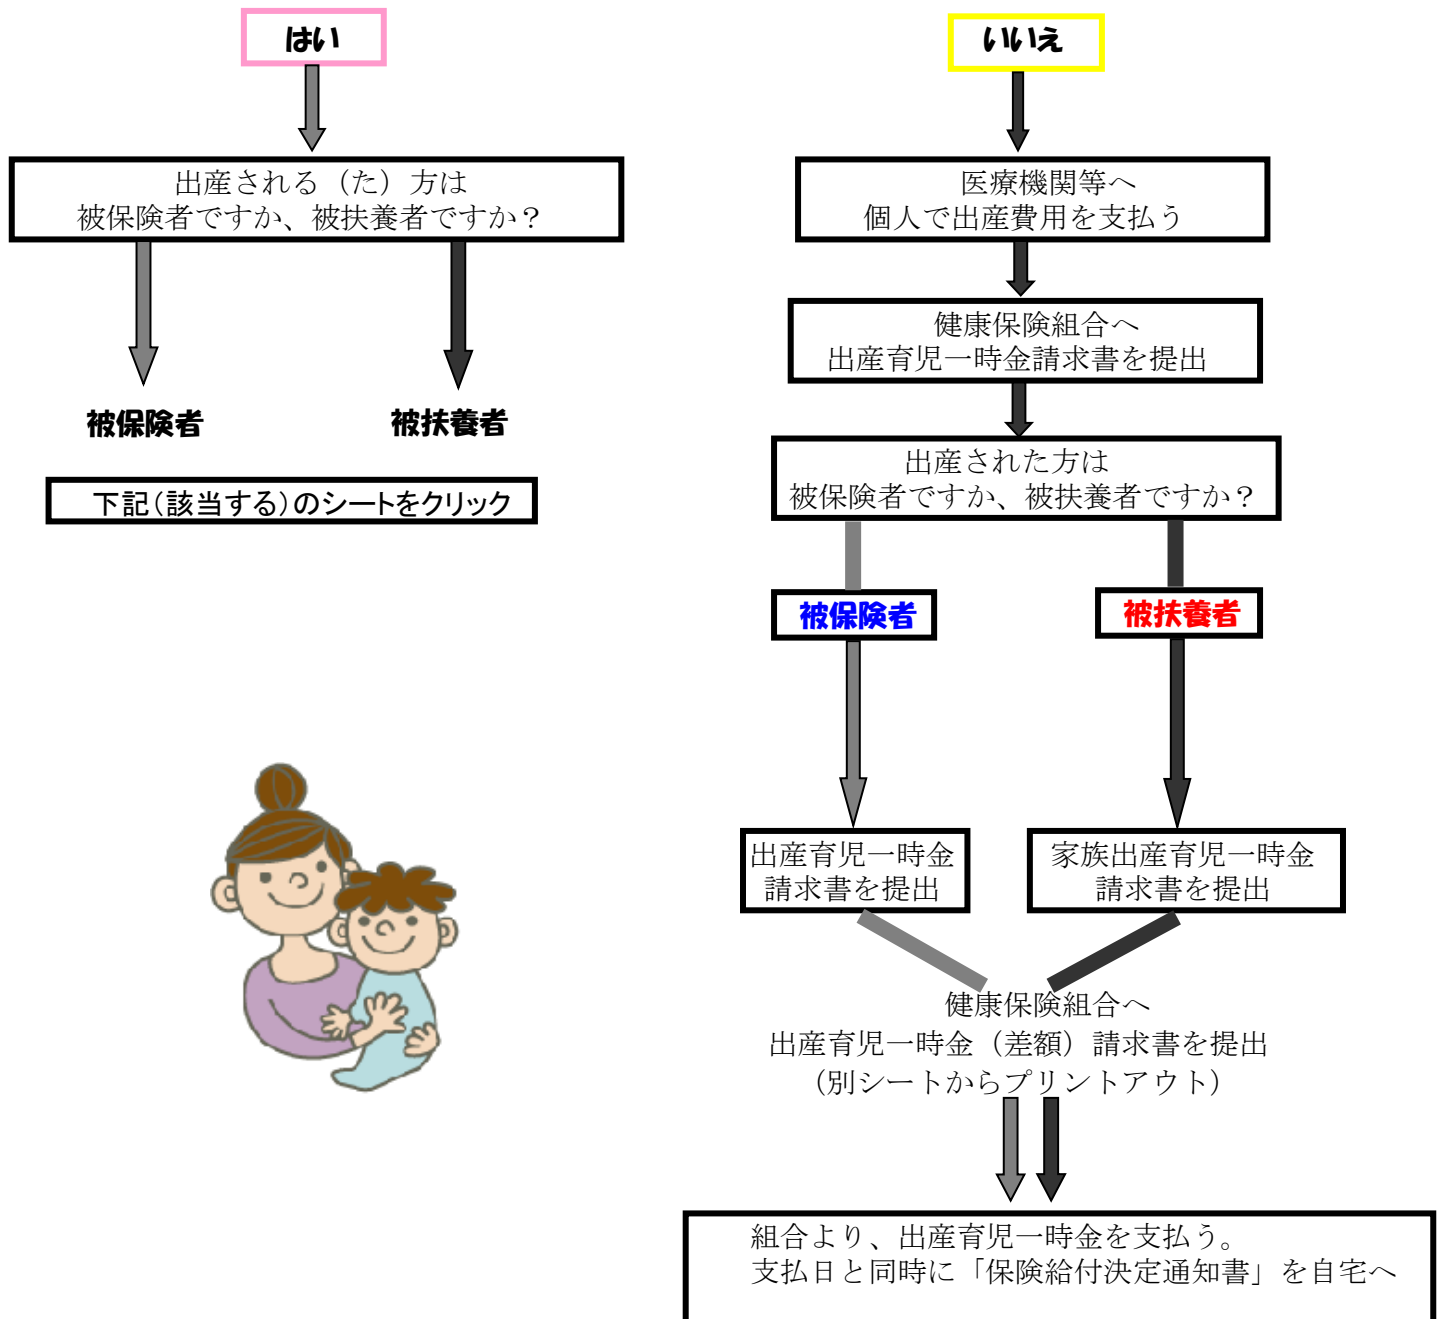 はい
出産される（た）方は
被保険者ですか、被扶養者ですか？
被保険者
被扶養者
下記（該当する）のシートをクリック
いいえ
医療機関等へ
個人で出産費用を支払う
健康保険組合へ
出産育児一時金請求書を提出
出産された方は
被保険者ですか、被扶養者ですか？
被保険者
被扶養者
出産育児一時金
請求書を提出
家族出産育児一時金
請求書を提出
健康保険組合へ
出産育児一時金（差額）請求書を提出
（別シートからプリントアウト）
組合より、出産育児一時金を支払う。
支払日と同時に「保険給付決定通知書」を自宅へ